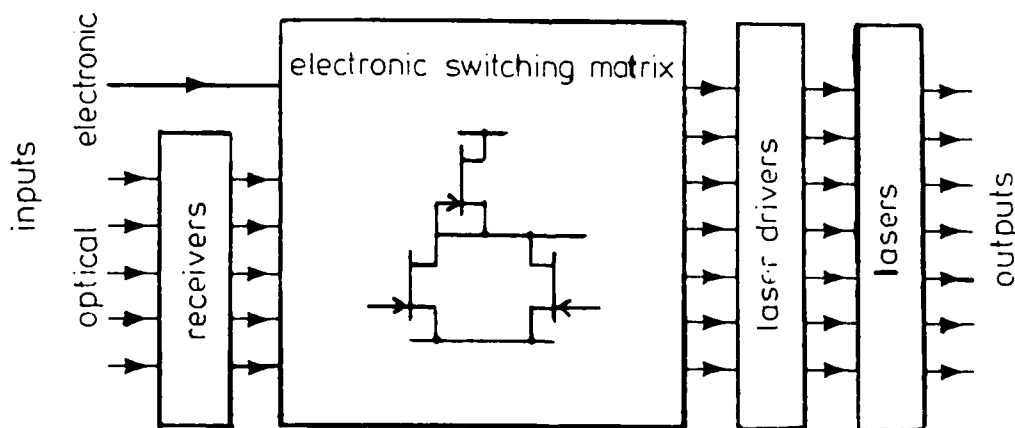 inputs
electronic
optical
receivers
electronic switching matrix
laser drivers
lasers
outputs